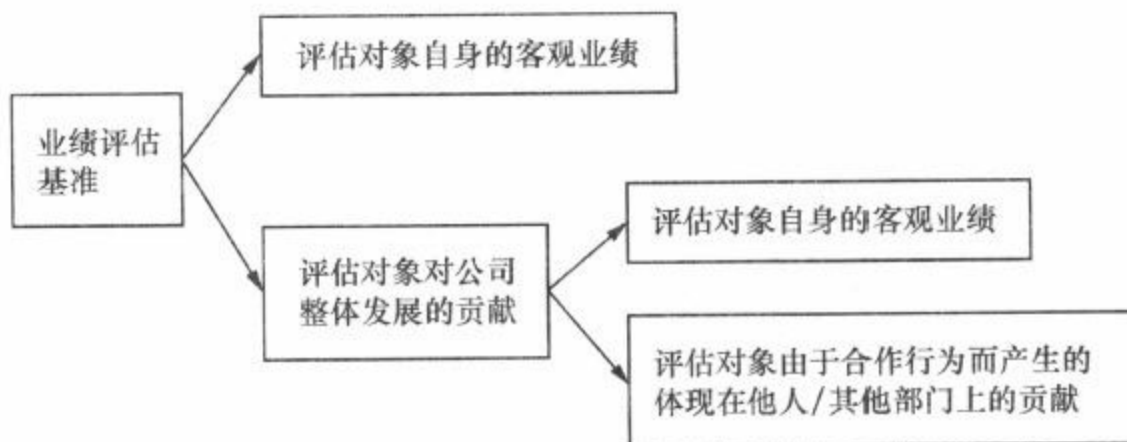 评估对象自身的客观业绩
业绩评估
基准
评估对象自身的客观业绩
评估对象对公司
整体发展的贡献
评估对象由于合作行为而产生的
体现在他人/其他部门上的贡献